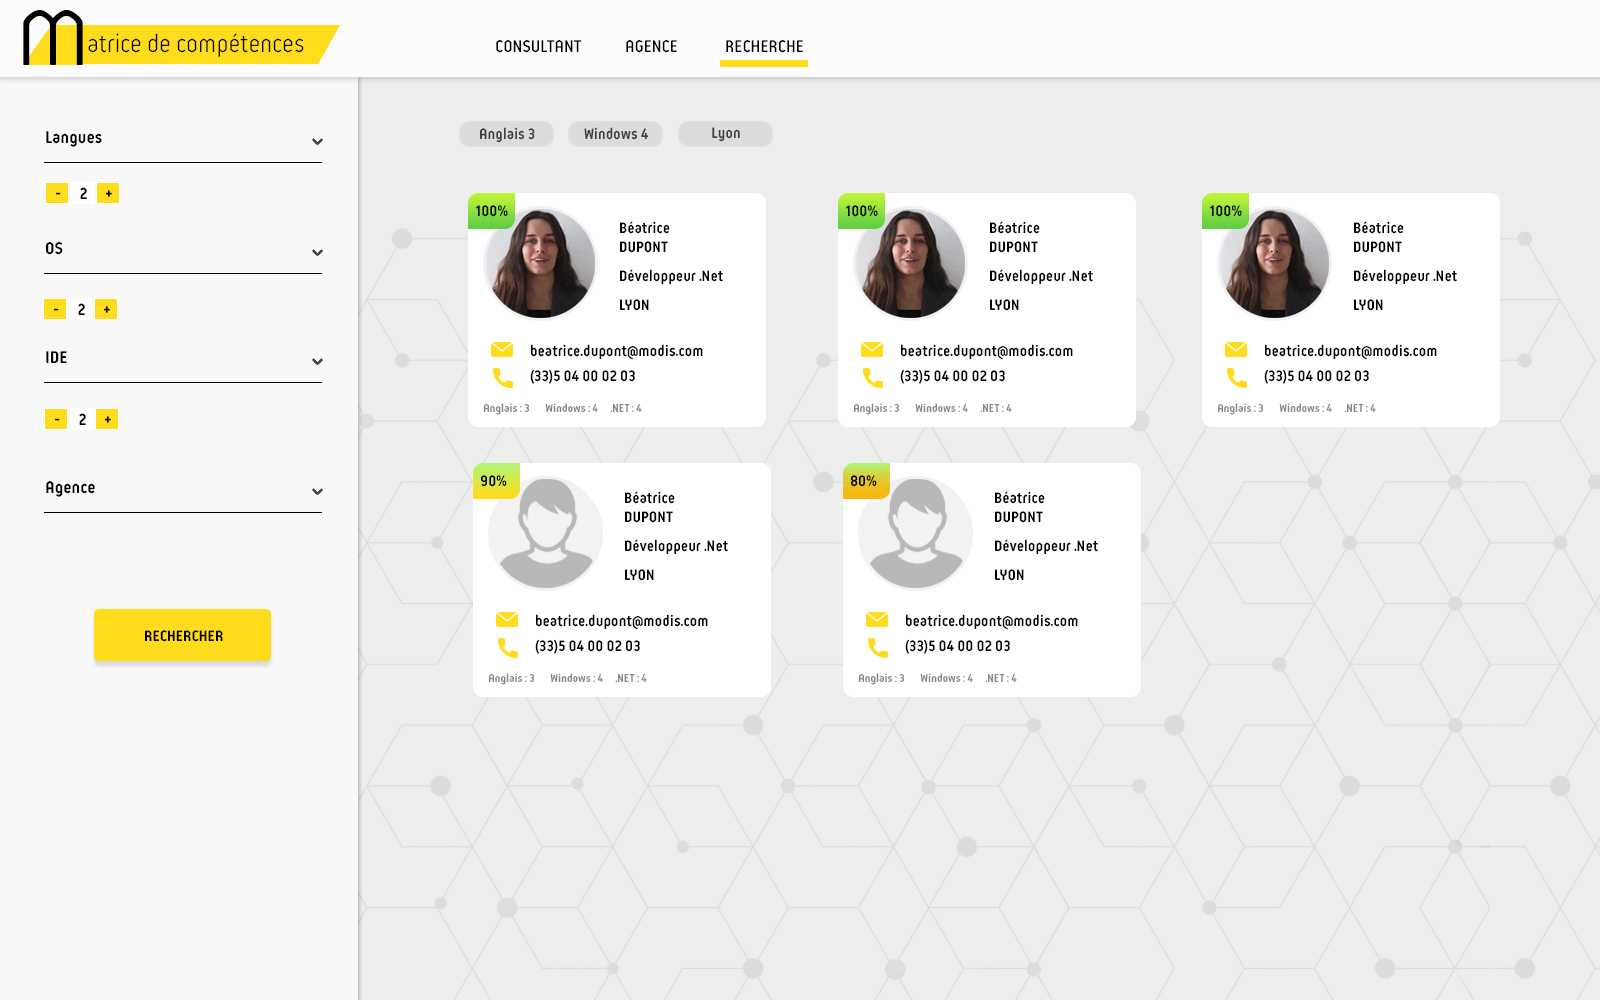 Matrice de compétences
CONSULTANT
AGENCE
RECHERCHE
Langues
- 2 +
OS
- 2 +
IDE
- 2 +
Agence
RECHERCHER
Anglais 3
Windows 4
Lyon
100%
Béatrice
DUPONT
Développeur .Net
LYON
beatrice.dupont@modis.com
(33)5 04 00 02 03
Anglais : 3 Windows : 4 .NET : 4
100%
Béatrice
DUPONT
Développeur .Net
LYON
beatrice.dupont@modis.com
(33)5 04 00 02 03
Anglais : 3 Windows : 4 .NET : 4
100%
Béatrice
DUPONT
Développeur .Net
LYON
beatrice.dupont@modis.com
(33)5 04 00 02 03
Anglais : 3 Windows : 4 .NET : 4
90%
Béatrice
DUPONT
Développeur .Net
LYON
beatrice.dupont@modis.com
(33)5 04 00 02 03
Anglais : 3 Windows : 4 .NET : 4
80%
Béatrice
DUPONT
Développeur .Net
LYON
beatrice.dupont@modis.com
(33)5 04 00 02 03
Anglais : 3 Windows : 4 .NET : 4